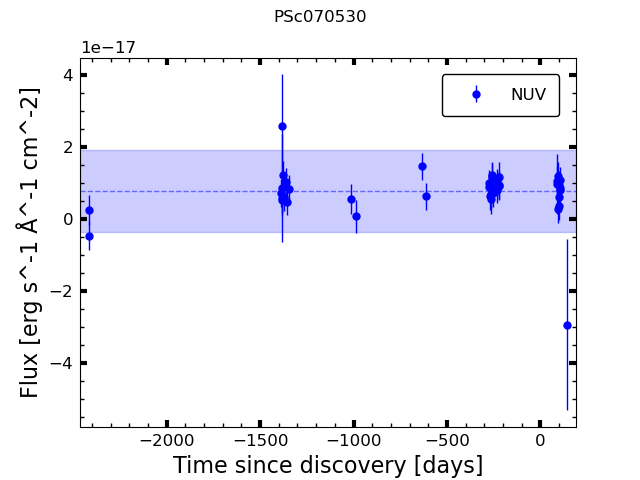 PSc070530
1e−17
NUV
4
2
0
−2
−4
Flux [erg s^-1 Å^-1 cm^-2]
−2000 −1500 −1000 −500 0
Time since discovery [days]